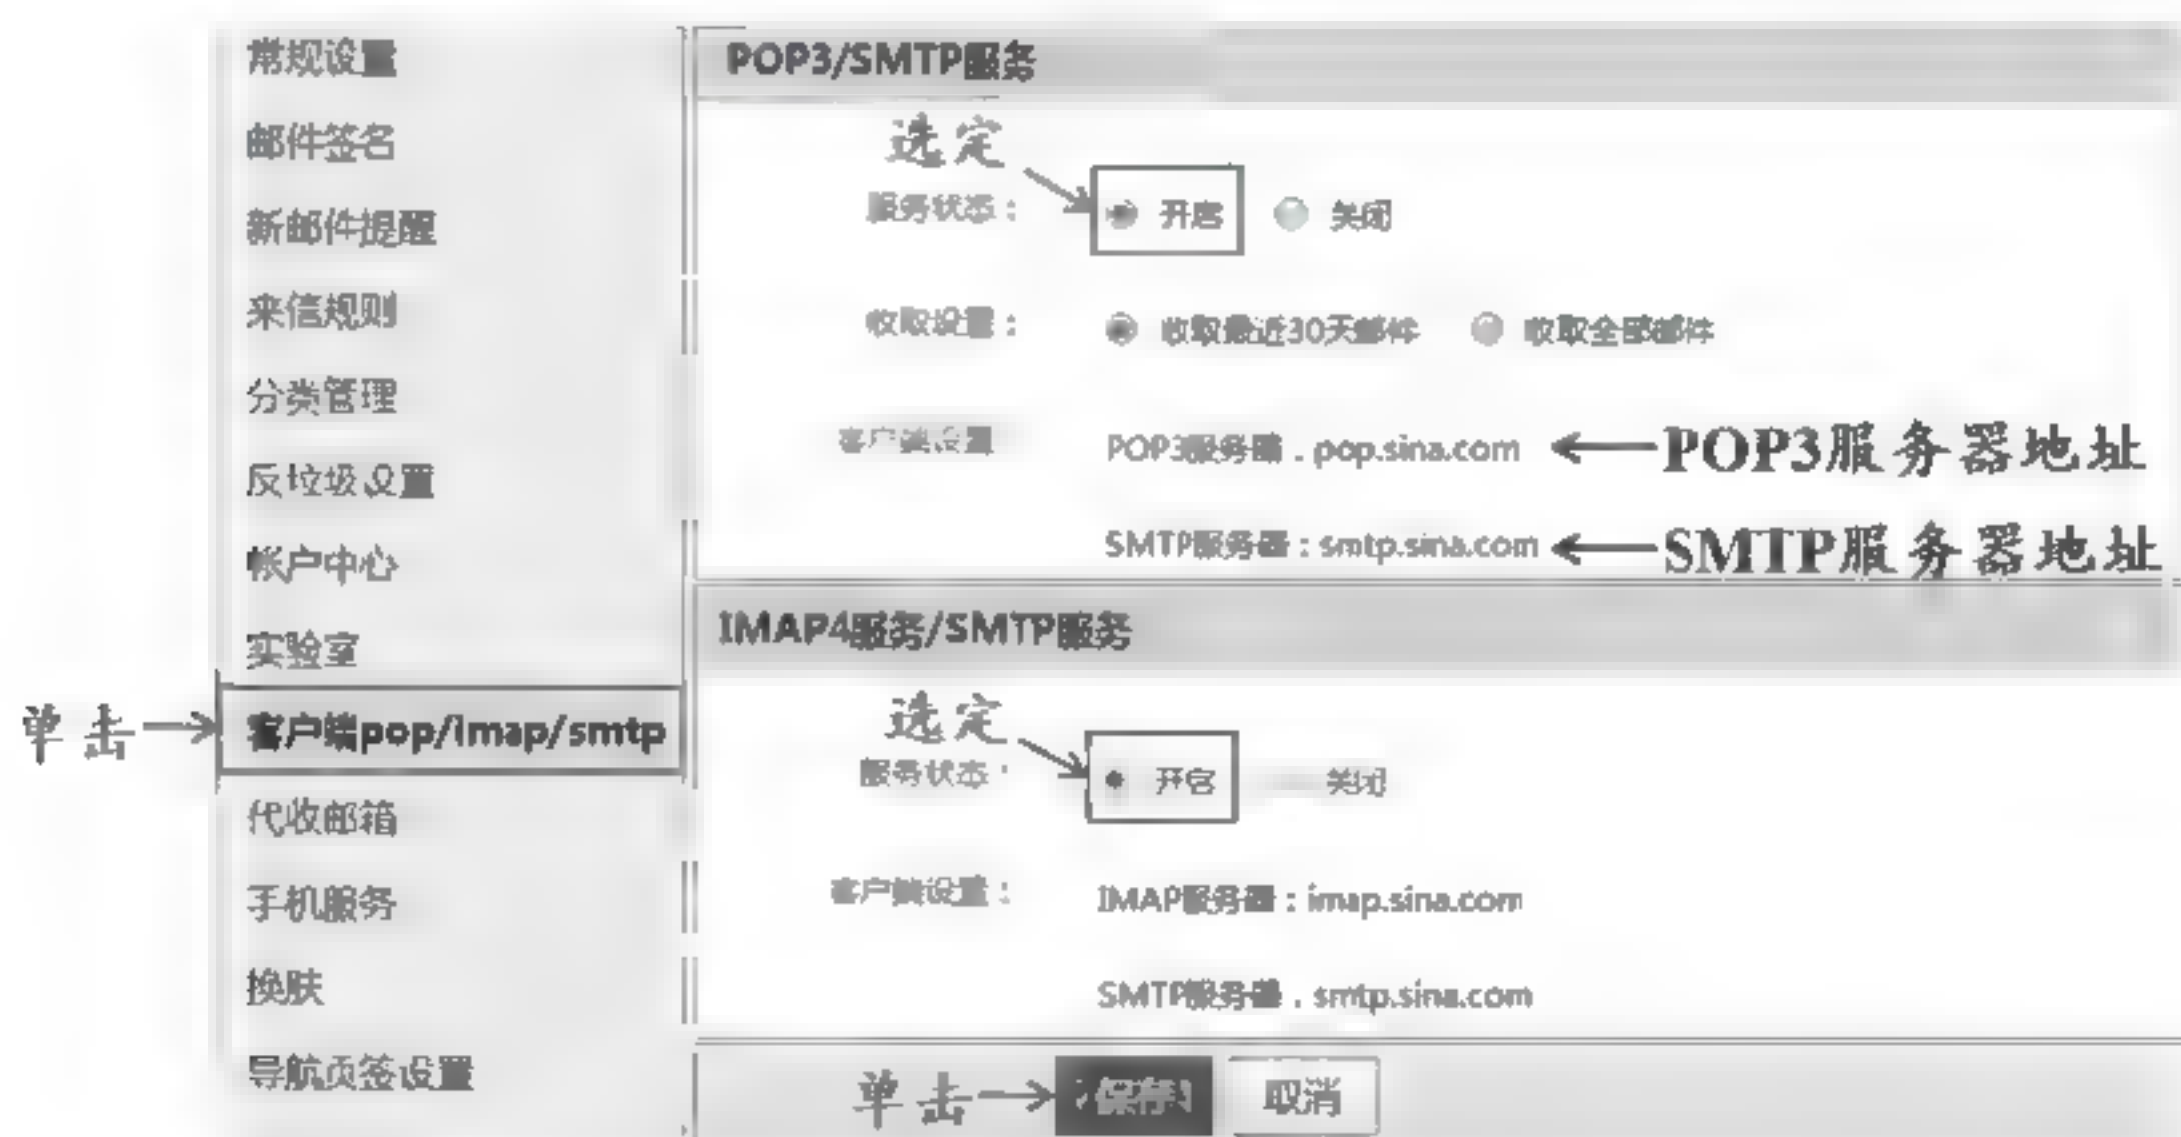 常规设置
邮件签名
新邮件提醒
来信规则
分类管理
反垃圾设置
帐户中心
实验室
单击
客户端pop/imap/smtp
代收邮箱
手机服务
换肤
导航页签设置
POP3/SMTP服务
选定
服务状态: 开启 关闭
收取设置: 收取最近30天邮件 收取全部邮件
客户端设置 POP3服务器.pop.sina.com POP3服务器地址
SMTP服务器:smtp.sina.com SMTP服务器地址
IMAP4服务/SMTP服务
选定
服务状态: 开启 关闭
客户端设置: IMAP服务器:imap.sina.com
SMTP服务器.smtp.sina.com
单击 保存 取消